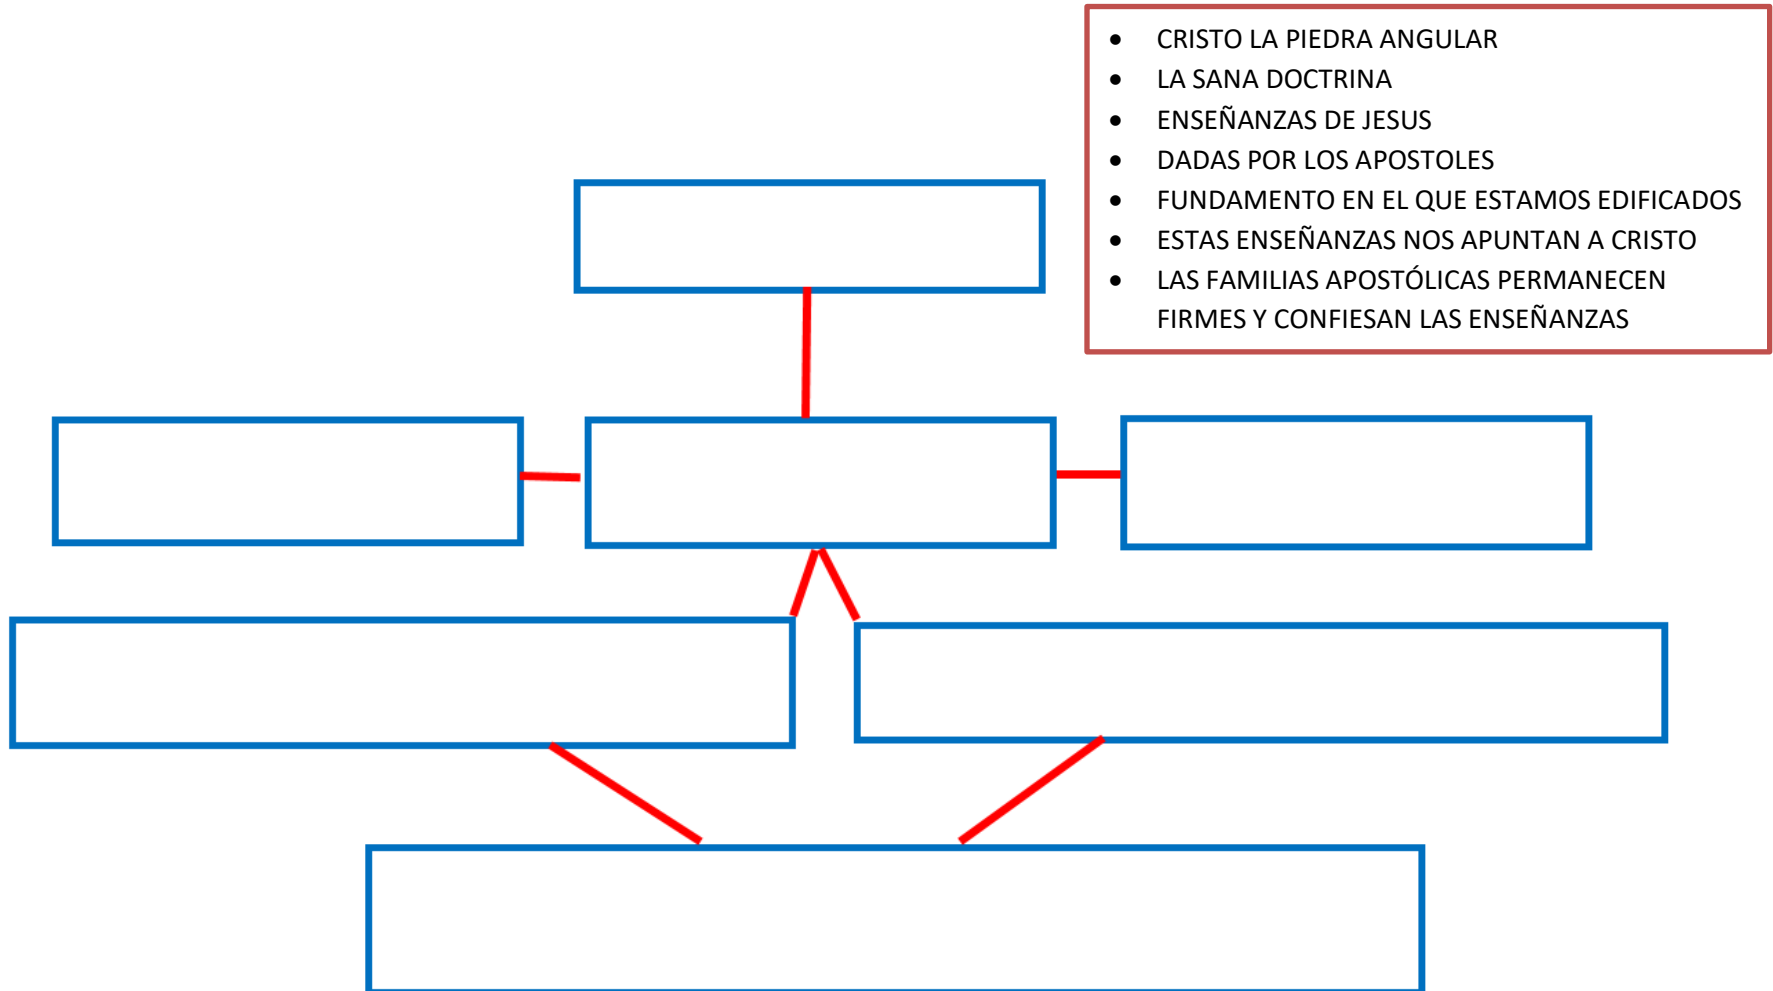 • CRISTO LA PIEDRA ANGULAR
• LA SANA DOCTRINA
• ENSEÑANZAS DE JESUS
• DADAS POR LOS APOSTOLES
• FUNDAMENTO EN EL QUE ESTAMOS EDIFICADOS
• ESTAS ENSEÑANZAS NOS APUNTAN A CRISTO
• LAS FAMILIAS APOSTÓLICAS PERMANECEN
FIRMES Y CONFIESAN LAS ENSEÑANZAS